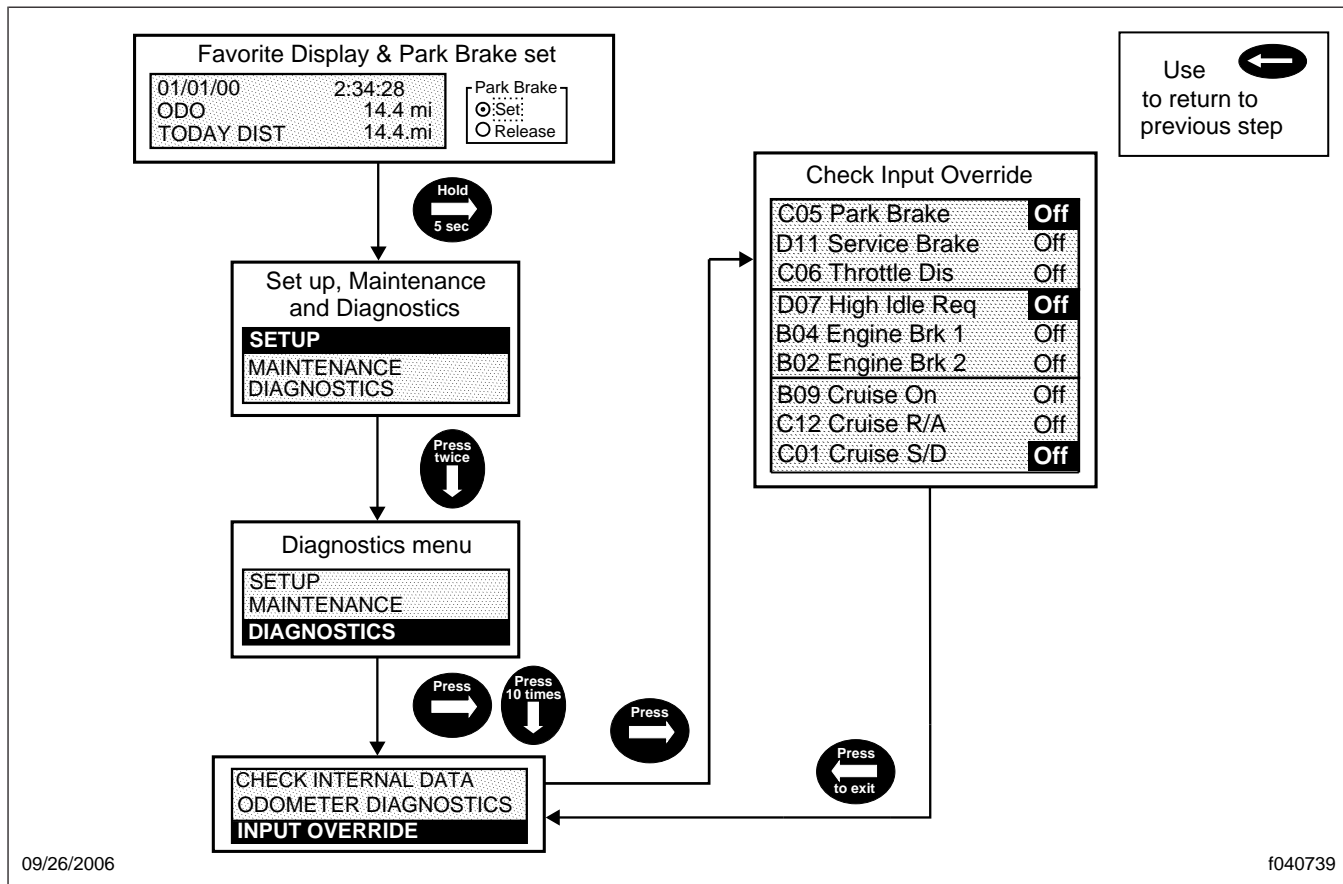 Favorite Display & Park Brake set
01/01/00 2:34:28
ODO 14.4 mi
TODAY DIST 14.4.mi
Park Brake
Set
Release
Use
to return to
previous step
Hold
5 sec
Set up, Maintenance
and Diagnostics
SETUP
MAINTENANCE
DIAGNOSTICS
Press
twice
Diagnostics menu
SETUP
MAINTENANCE
DIAGNOSTICS
Press
Press
10 times
CHECK INTERNAL DATA
ODOMETER DIAGNOSTICS
INPUT OVERRIDE
Press
Check Input Override
C05 Park Brake Off
D11 Service Brake Off
C06 Throttle Dis Off
D07 High Idle Req Off
B04 Engine Brk 1 Off
B02 Engine Brk 2 Off
B09 Cruise On Off
C12 Cruise R/A Off
C01 Cruise S/D Off
Press
to exit
09/26/2006
f040739